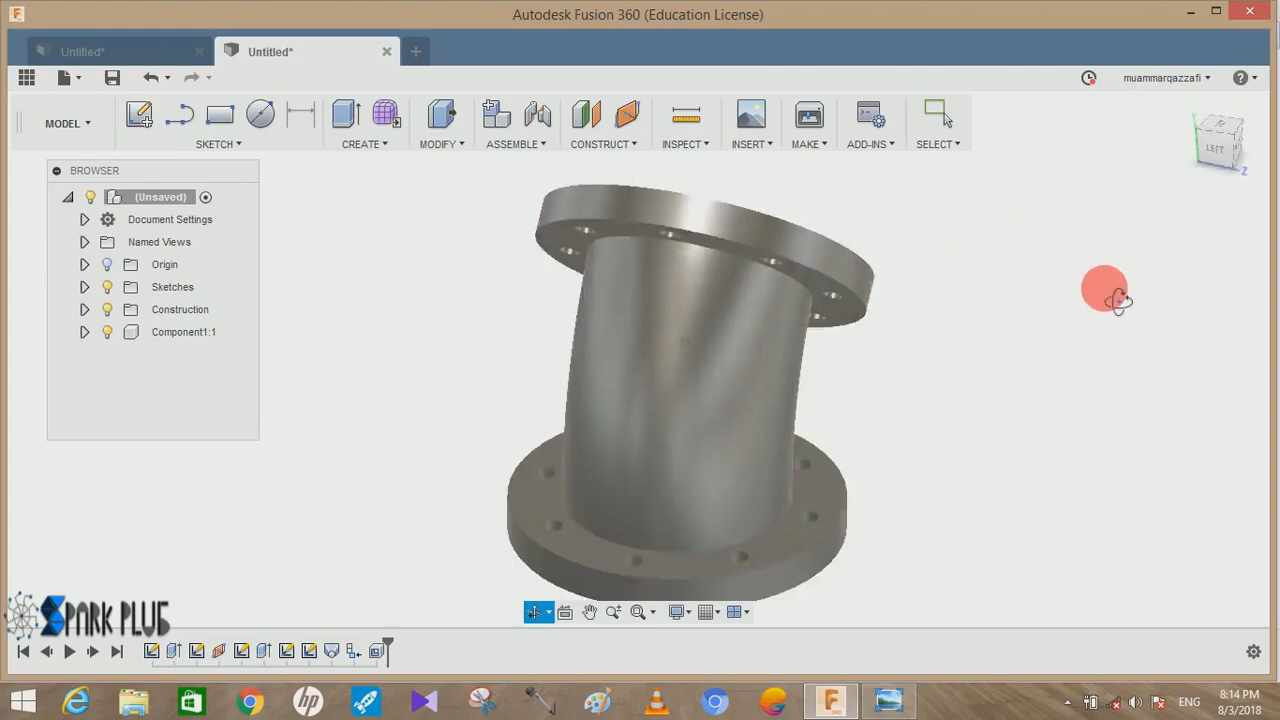 Autodesk Fusion 360 (Education License)
Untitled*
Untitled*
muammarqazzafi
MODEL
SKETCH
CREATE
MODIFY
ASSEMBLE
CONSTRUCT
INSPECT
INSERT
MAKE
ADD-INS
SELECT
BROWSER
LEFT
Y
Z
(Unsaved)
Document Settings
Named Views
Origin
Sketches
Construction
Component1:1
SPARK PLUG
ENG
8:14 PM
8/3/2018